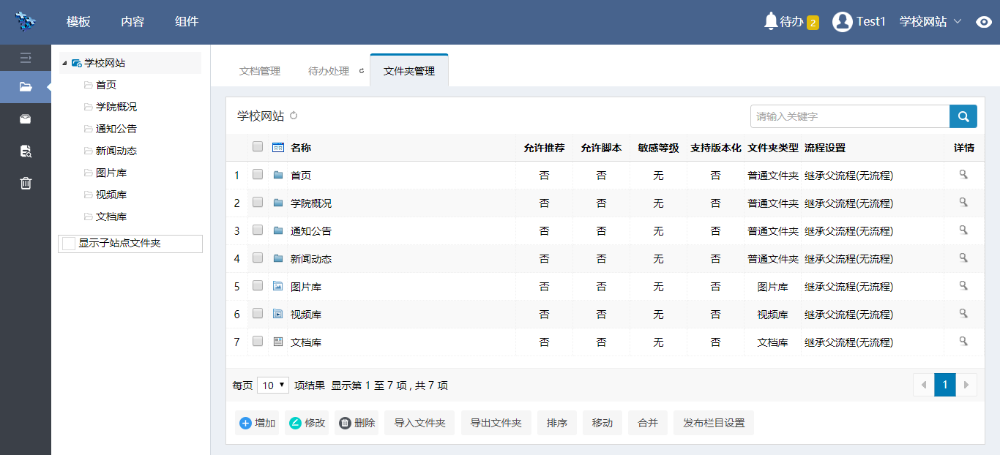 模板 内容 组件 待办 2 Test1 学校网站
学校网站
首页
学院概况
通知公告
新闻动态
图片库
视频库
文档库
显示子站点文件夹
文档管理 待办处理 文件夹管理
学校网站 请输入关键字
名称 允许推荐 允许脚本 敏感等级 支持版本化 文件夹类型 流程设置 详情
1 首页 否 否 无 否 普通文件夹 继承父流程(无流程)
2 学院概况 否 否 无 否 普通文件夹 继承父流程(无流程)
3 通知公告 否 否 无 否 普通文件夹 继承父流程(无流程)
4 新闻动态 否 否 无 否 普通文件夹 继承父流程(无流程)
5 图片库 否 否 无 否 图片库 继承父流程(无流程)
6 视频库 否 否 无 否 视频库 继承父流程(无流程)
7 文档库 否 否 无 否 文档库 继承父流程(无流程)
每页 10 项结果 显示第 1 至 7 项 , 共 7 项 1
增加 修改 删除 导入文件夹 导出文件夹 排序 移动 合并 发布栏目设置